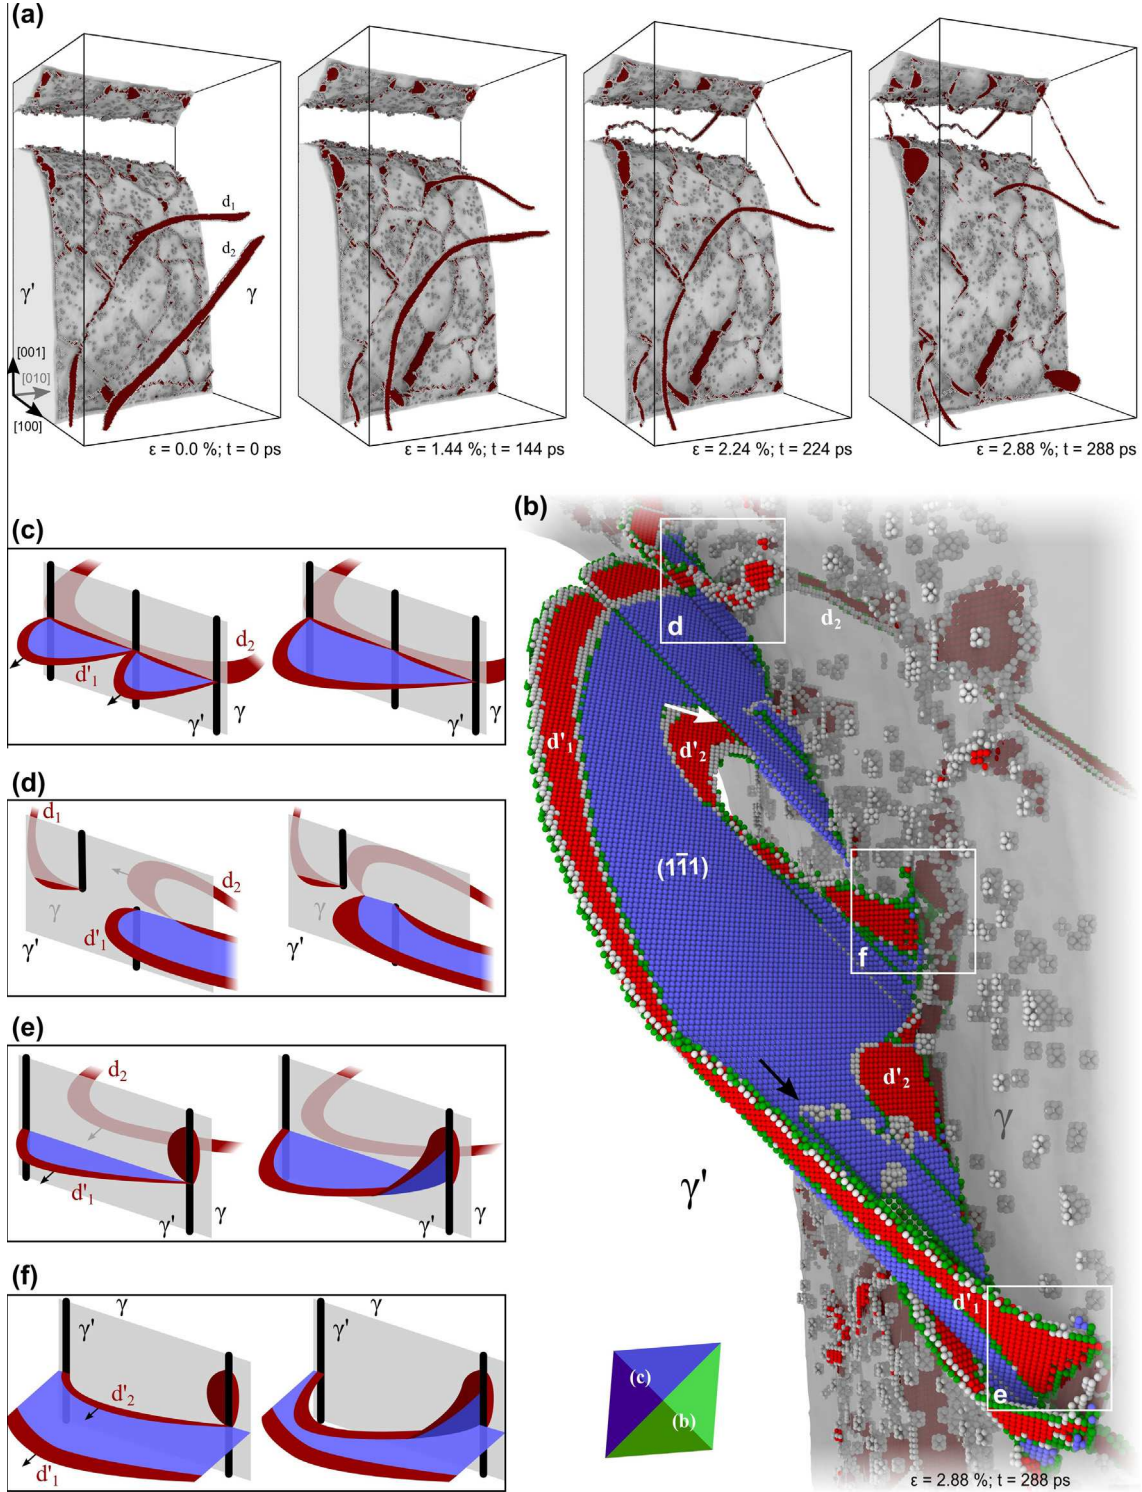 (a)
d1
d2
γ'
γ
[001]
[010]
[100]
ε = 0.0 %; t = 0 ps
ε = 1.44 %; t = 144 ps
ε = 2.24 %; t = 224 ps
ε = 2.88 %; t = 288 ps
(b)
d
d2
d'1
d'2
(11̄1)
f
d'2
γ
γ'
d'1
e
(c)
(b)
ε = 2.88 %; t = 288 ps
(c)
d2
d'1
γ'
γ
γ'
γ
(d)
d1
d2
γ
d'1
γ'
γ
γ'
(e)
d2
d'1
γ'
γ
γ'
γ
(f)
γ
γ'
d'2
d'1
γ
γ'